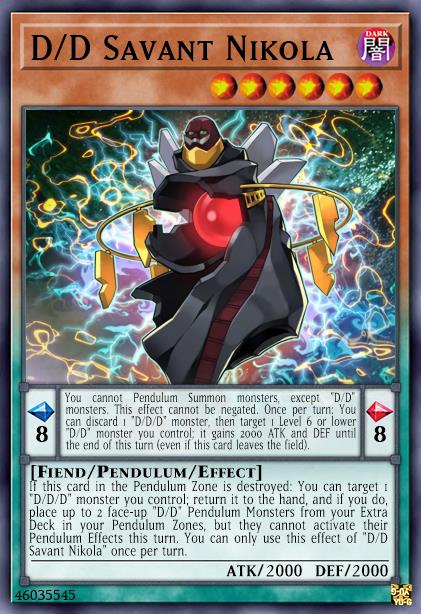 D/D Savant Nikola
DARK
闇
You cannot Pendulum Summon monsters, except "D/D"
monsters. This effect cannot be negated. Once per turn: You
can discard 1 "D/D/D" monster, then target 1 Level 6 or lower
"D/D" monster you control; it gains 2000 ATK and DEF until
the end of this turn (even if this card leaves the field).
8
8
[Fiend/Pendulum/Effect]
If this card in the Pendulum Zone is destroyed: You can target 1
"D/D/D" monster you control; return it to the hand, and if you do,
place up to 2 face-up "D/D" Pendulum Monsters from your Extra
Deck in your Pendulum Zones, but they cannot activate their
Pendulum Effects this turn. You can only use this effect of "D/D
Savant Nikola" once per turn.
ATK/2000 DEF/2000
46035545